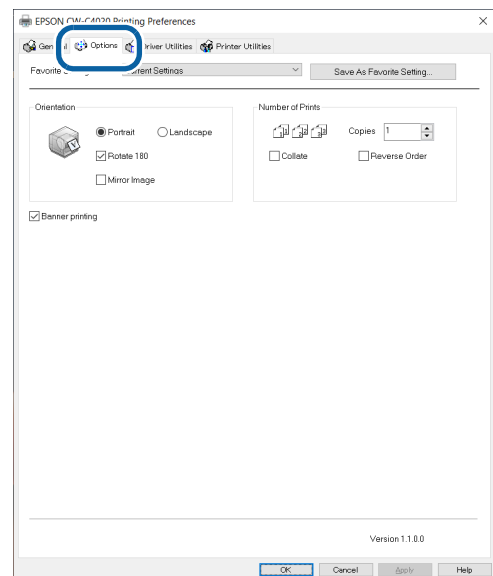 EPSON CW-C4020 Printing Preferences
Options Driver Utilities Printer Utilities
Favorite Current Settings Save As Favorite Setting...
Orientation Number of Prints
Portrait Landscape Copies 1
Rotate 180 Collate Reverse Order
Mirror Image
Banner printing
Version 1.1.0.0
OK Cancel Apply Help